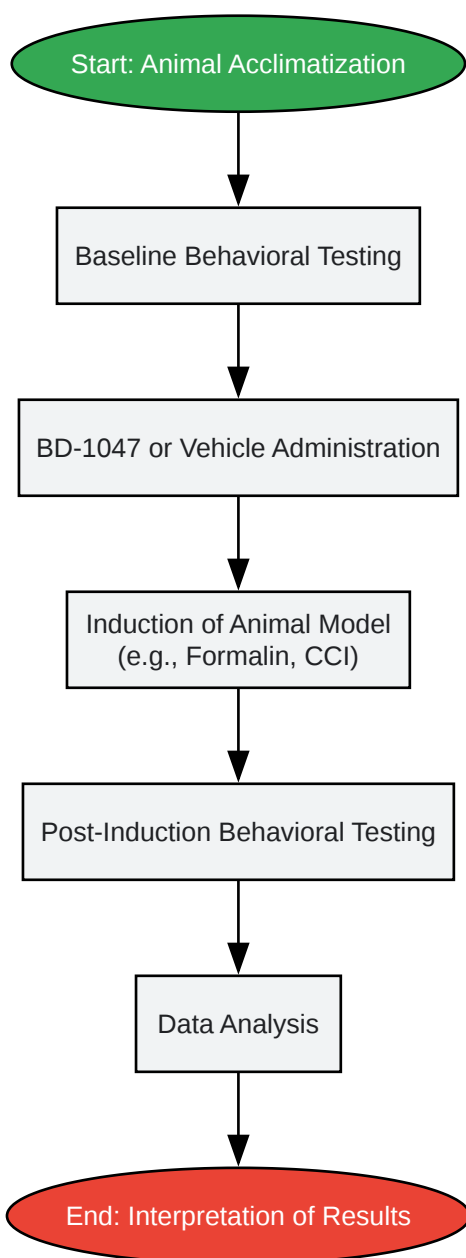 Start: Animal Acclimatization
Baseline Behavioral Testing
BD-1047 or Vehicle Administration
Induction of Animal Model
(e.g., Formalin, CCI)
Post-Induction Behavioral Testing
Data Analysis
End: Interpretation of Results